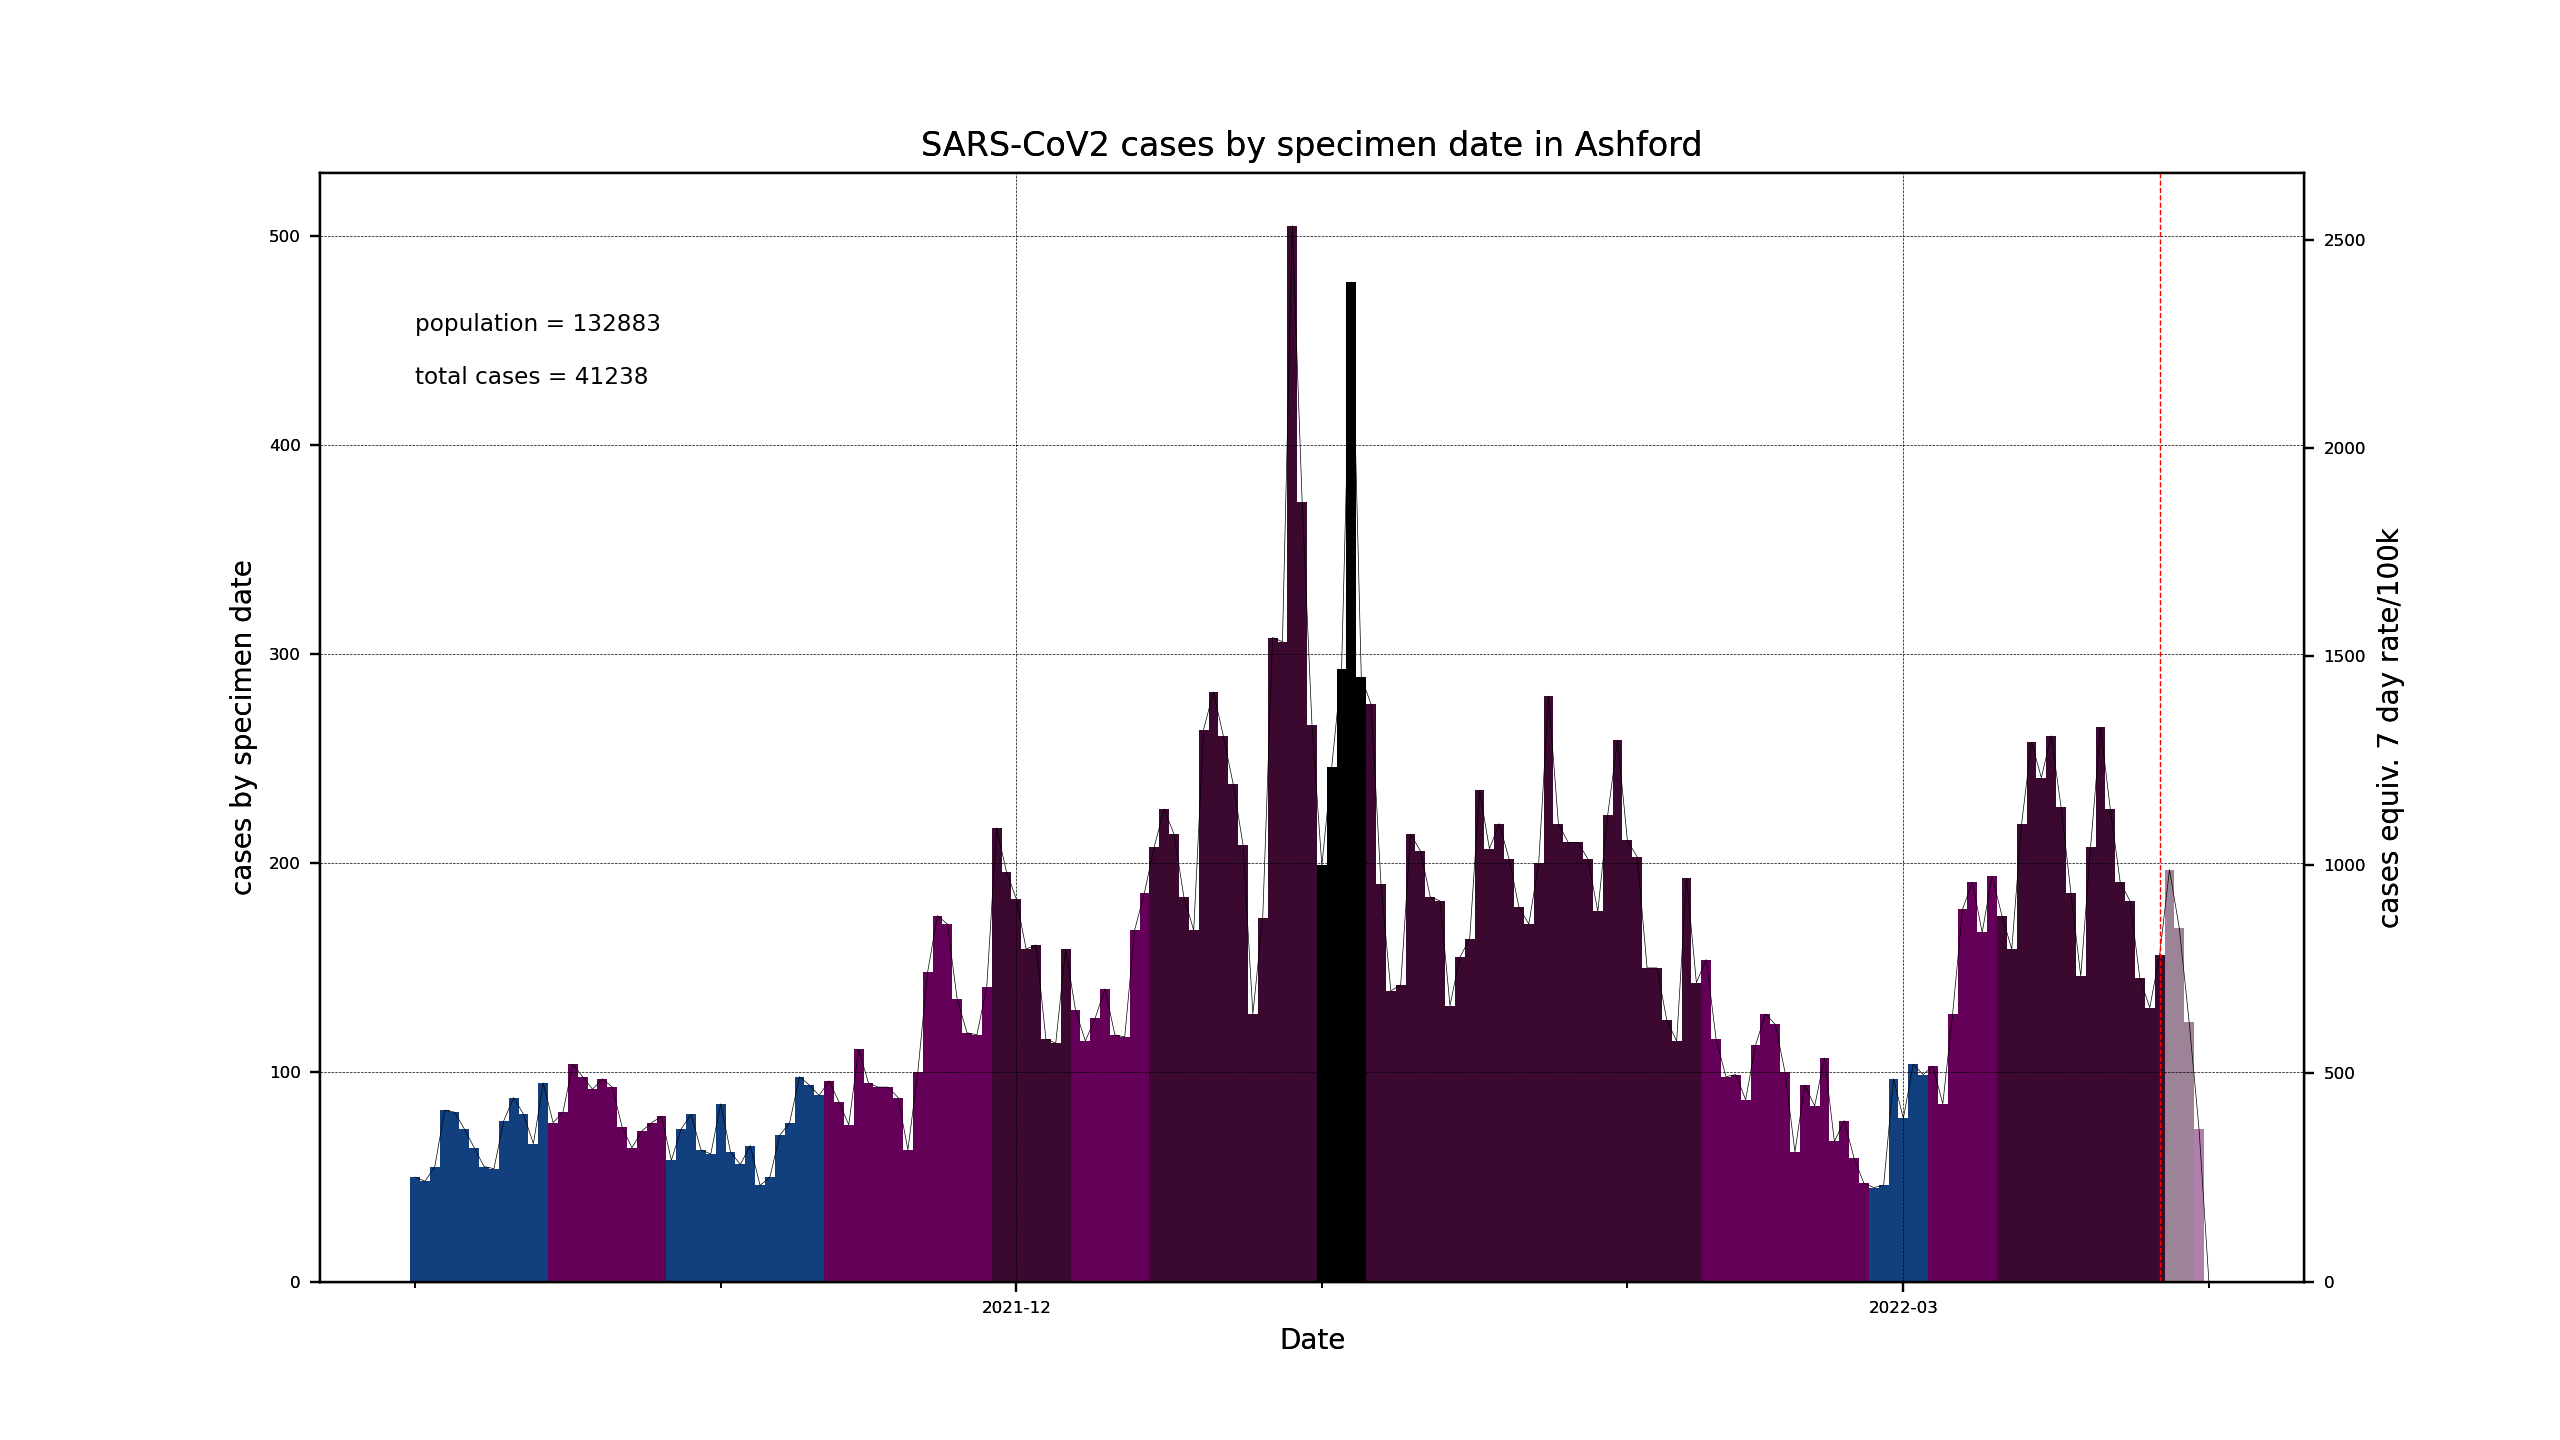 SARS-CoV2 cases by specimen date in Ashford
population = 132883
total cases = 41238
cases by specimen date
500
400
300
200
100
0
2500
2000
1500
1000
500
0
cases equiv. 7 day rate/100k
2021-12
2022-03
Date